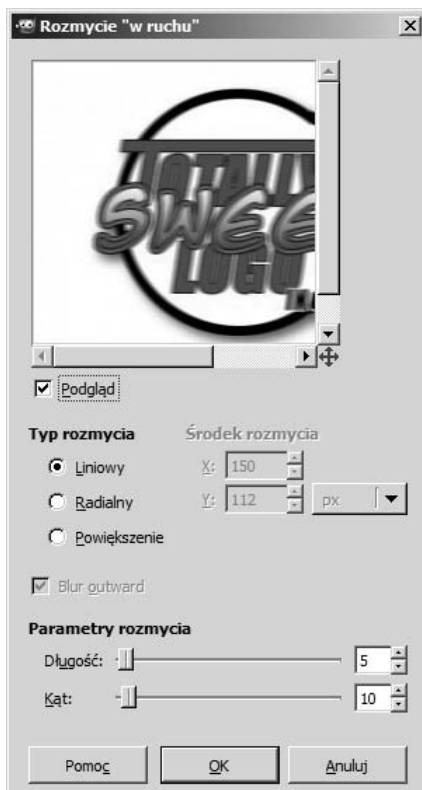 Rozmycie "w ruchu"
TOTALLY
SWEE
LOGO
Podgląd
Typ rozmycia
Środek rozmycia
Liniowy
X: 150
Radialny
Y: 112 px
Powiększenie
Blur outward
Parametry rozmycia
Długość: 5
Kąt: 10
Pomoc OK Anuluj